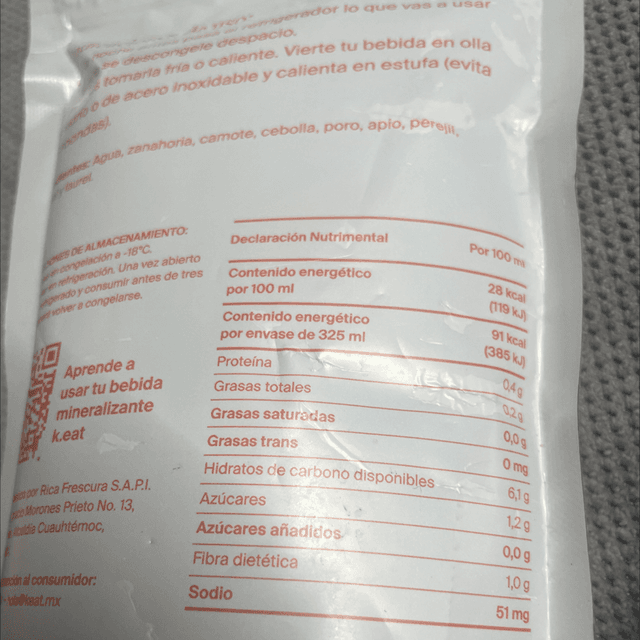 refrigerador lo que vas a usar
se descongele despacio.
tomarla fría o caliente. Vierte tu bebida en olla
o de acero inoxidable y calienta en estufa (evita
Agua, zanahoria, camote, cebolla, poro, apio, perejil,
laurel.
DE ALMACENAMIENTO:
en congelación a -18°C.
en refrigeración. Una vez abierto
y consumir antes de tres
volver a congelarse.
Aprende a
usar tu bebida
mineralizante
k.eat
por Rica Frescura S.A.P.I.
Morones Prieto No. 13,
Alcaldía Cuauhtémoc,
al consumidor:
Declaración Nutrimental Por 100 ml
Contenido energético
por 100 ml 28 kcal
(119 kJ)
Contenido energético
por envase de 325 ml 91 kcal
(385 kJ)
Proteína 0,4 g
Grasas totales 0,2 g
Grasas saturadas 0,0 g
Grasas trans 0 mg
Hidratos de carbono disponibles 6,1 g
Azúcares 1,2 g
Azúcares añadidos 0,0 g
Fibra dietética 1,0 g
Sodio 51 mg